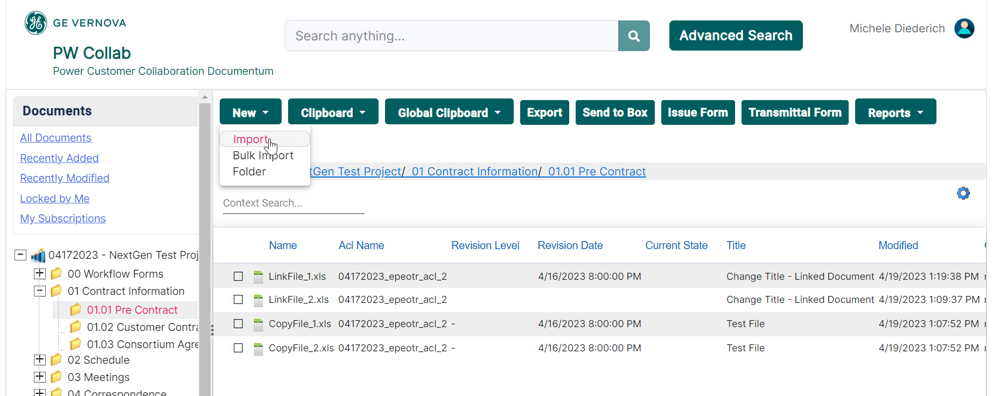 GE VERNOVA
PW Collab
Power Customer Collaboration Documentum
Search anything...
Advanced Search
Michele Diederich
Documents
All Documents
Recently Added
Recently Modified
Locked by Me
My Subscriptions
04172023 - NextGen Test Proj
00 Workflow Forms
01 Contract Information
01.01 Pre Contract
01.02 Customer Contra
01.03 Consortium Agre
02 Schedule
03 Meetings
04 Correspondence
New Clipboard Global Clipboard Export Send to Box Issue Form Transmittal Form Reports
Import
Bulk Import
Folder
tGen Test Project/ 01 Contract Information/ 01.01 Pre Contract
Context Search...
Name Acl Name Revision Level Revision Date Current State Title Modified
LinkFile_1.xls 04172023_epeotr_acl_2 4/16/2023 8:00:00 PM Change Title - Linked Document 4/19/2023 1:19:38 PM
LinkFile_2.xls 04172023_epeotr_acl_2 Change Title - Linked Document 4/19/2023 1:09:37 PM
CopyFile_1.xls 04172023_epeotr_acl_2 - 4/16/2023 8:00:00 PM Test File 4/19/2023 1:07:52 PM
CopyFile_2.xls 04172023_epeotr_acl_2 - 4/16/2023 8:00:00 PM Test File 4/19/2023 1:07:52 PM